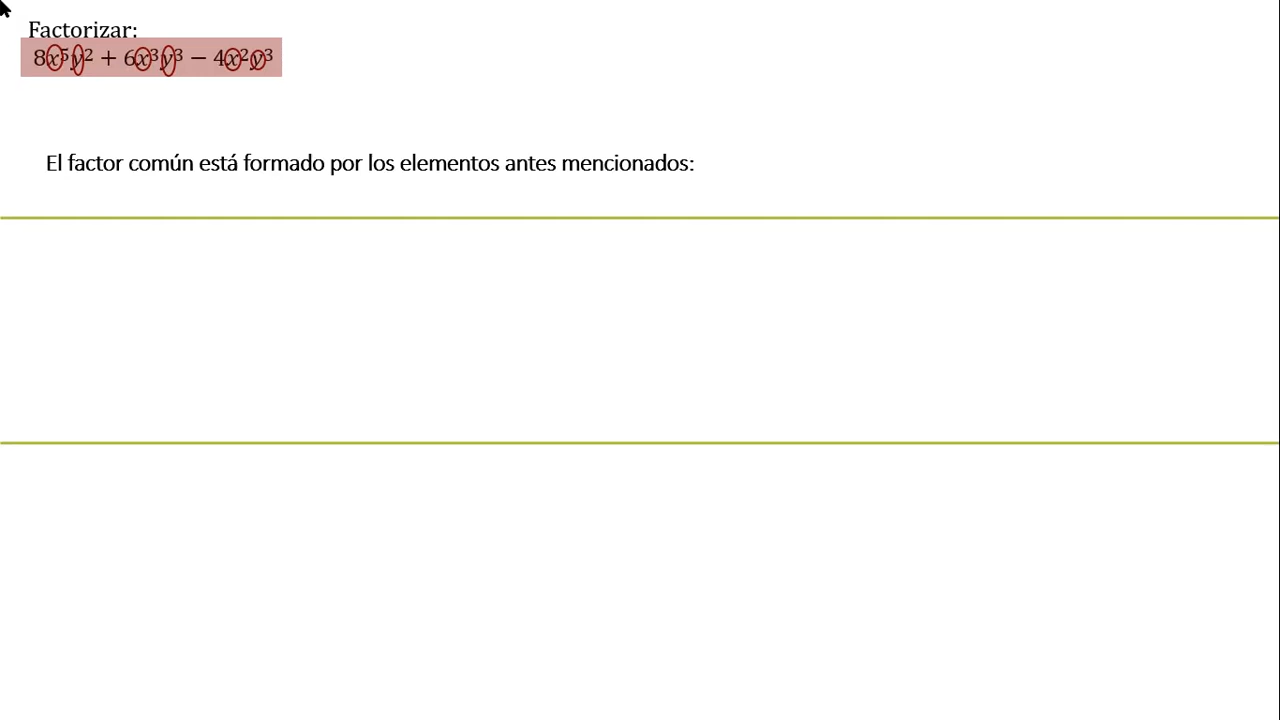 Factorizar:
8x⁵y² + 6x³y³ − 4x²y³
El factor común está formado por los elementos antes mencionados: